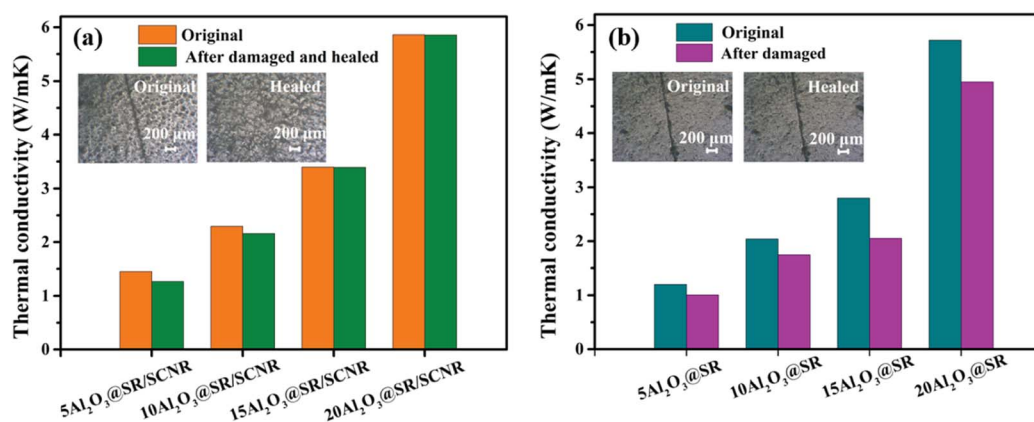 (a)
Original
After damaged and healed
Original
200 μm
Healed
200 μm
Thermal conductivity (W/mK)
6
5
4
3
2
1
0
5Al₂O₃@SR/SCNR
10Al₂O₃@SR/SCNR
15Al₂O₃@SR/SCNR
20Al₂O₃@SR/SCNR
(b)
Original
After damaged
Original
200 μm
Healed
200 μm
Thermal conductivity (W/mK)
6
5
4
3
2
1
0
5Al₂O₃@SR
10Al₂O₃@SR
15Al₂O₃@SR
20Al₂O₃@SR